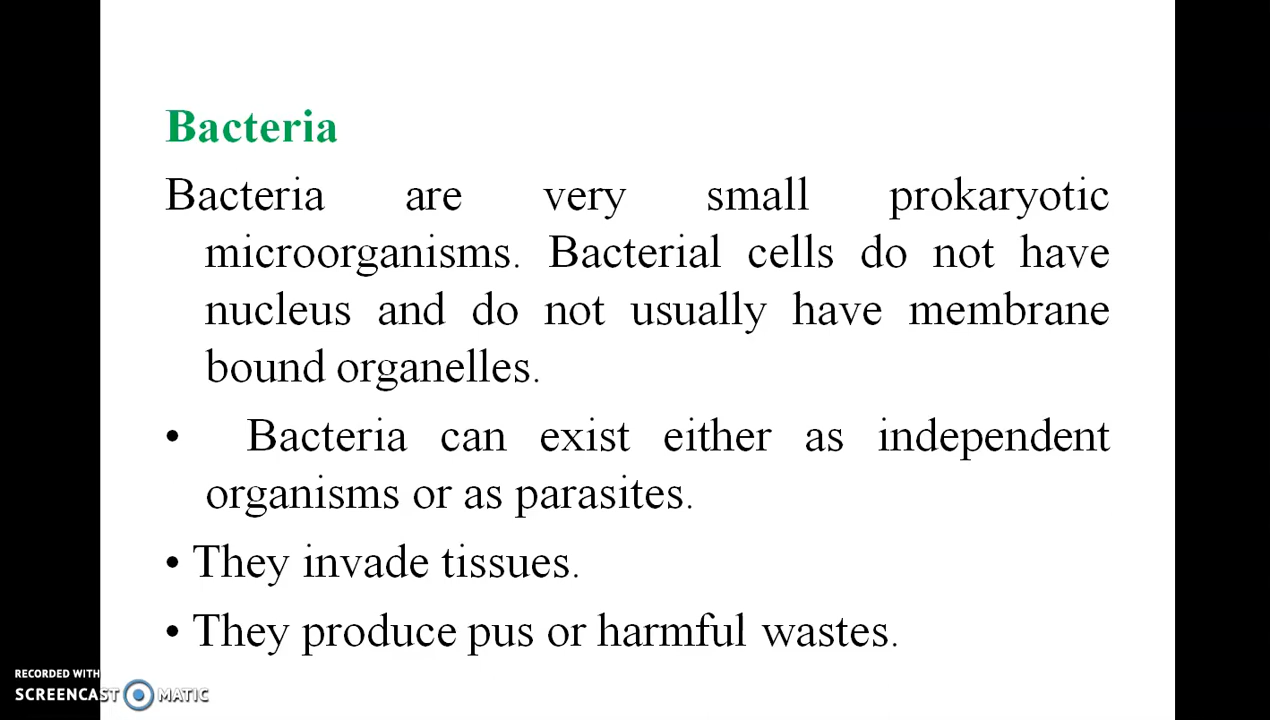 Bacteria
Bacteria are very small prokaryotic
microorganisms. Bacterial cells do not have
nucleus and do not usually have membrane
bound organelles.
• Bacteria can exist either as independent
organisms or as parasites.
• They invade tissues.
• They produce pus or harmful wastes.
RECORDED WITH
SCREENCAST MATIC